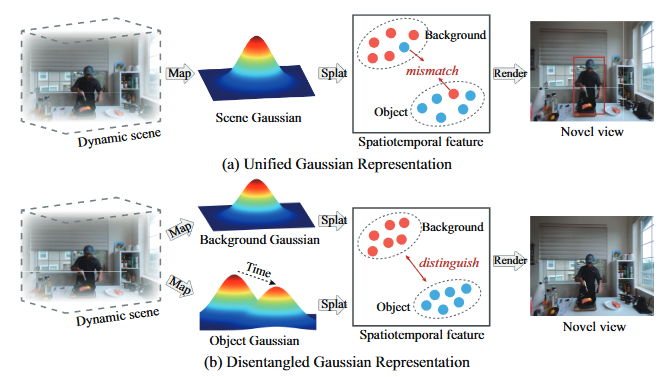 Dynamic scene
Map
Scene Gaussian
Splat
Background
mismatch
Object
Spatiotemporal feature
Render
Novel view
(a) Unified Gaussian Representation
Dynamic scene
Map
Map
Background Gaussian
Time
Object Gaussian
Splat
Splat
Background
distinguish
Object
Spatiotemporal feature
Render
Novel view
(b) Disentangled Gaussian Representation